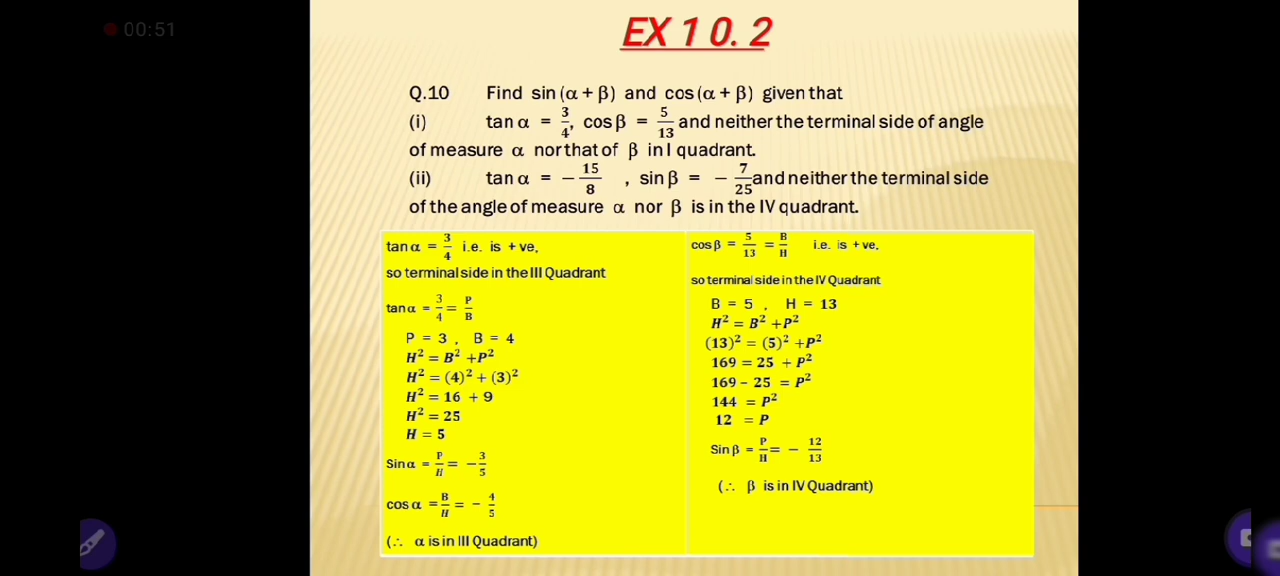 00:51
EX 1 0. 2
Q.10 Find sin (α + β) and cos (α + β) given that
(i) tan α = 3/4, cos β = 5/13 and neither the terminal side of angle
of measure α nor that of β in I quadrant.
(ii) tan α = − 15/8 , sin β = − 7/25 and neither the terminal side
of the angle of measure α nor β is in the IV quadrant.
tan α = 3/4 i.e. is + ve,
so terminal side in the III Quadrant
tan α = 3/4 = P/B
P = 3 , B = 4
H² = B² +P²
H² = (4)² + (3)²
H² = 16 + 9
H² = 25
H = 5
Sin α = P/H = − 3/5
cos α = B/H = − 4/5
(∴ α is in III Quadrant)
cos β = 5/13 = B/H i.e. is + ve,
so terminal side in the IV Quadrant
B = 5 , H = 13
H² = B² +P²
(13)² = (5)² +P²
169 = 25 + P²
169 − 25 = P²
144 = P²
12 = P
Sin β = P/H = − 12/13
(∴ β is in IV Quadrant)